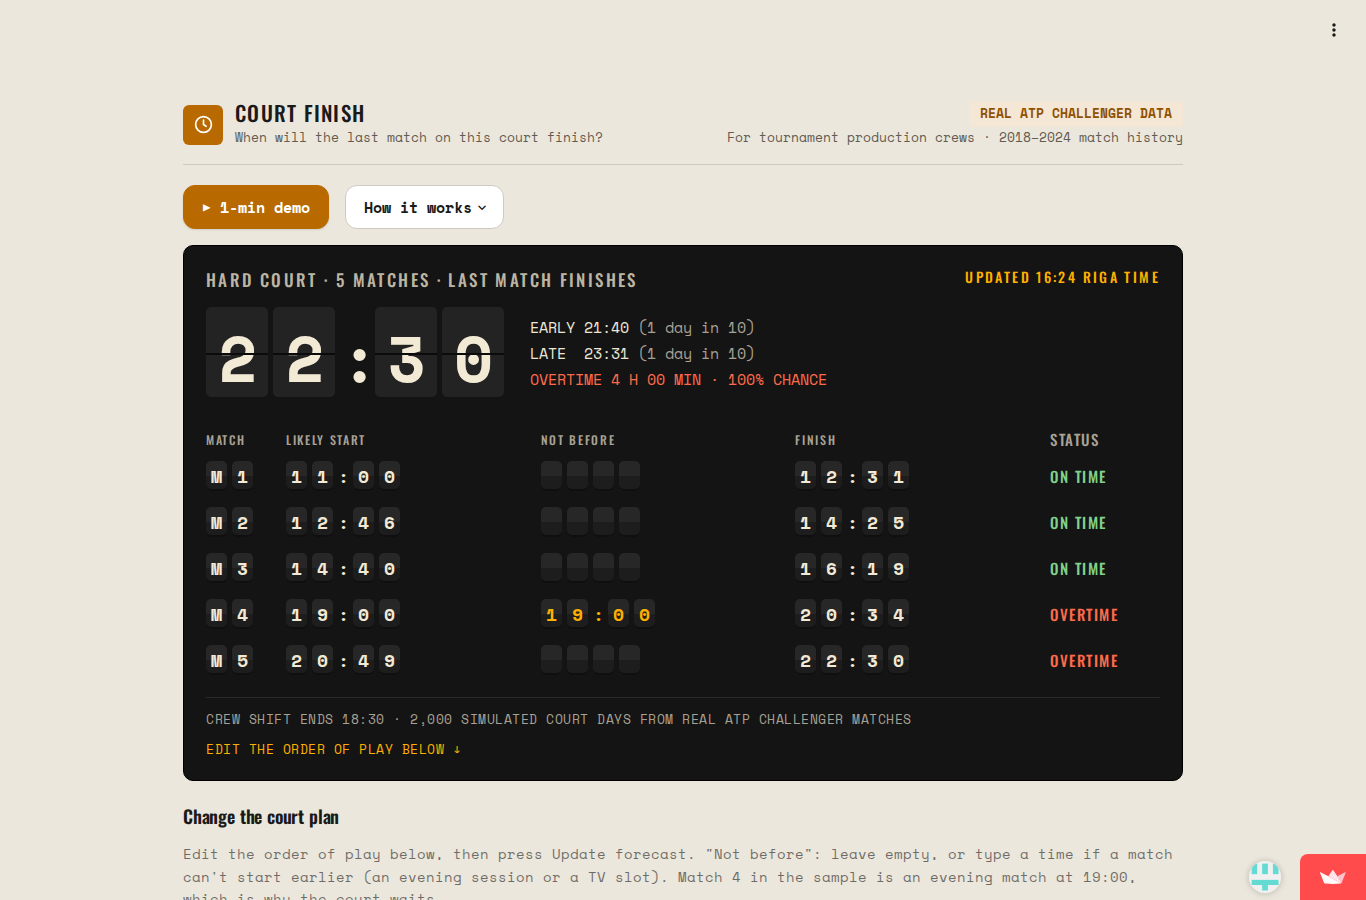 COURT FINISH
When will the last match on this court finish?
REAL ATP CHALLENGER DATA
For tournament production crews · 2018–2024 match history
▶ 1-min demo
How it works
HARD COURT · 5 MATCHES · LAST MATCH FINISHES
UPDATED 16:24 RIGA TIME
22:30
EARLY 21:40 (1 day in 10)
LATE 23:31 (1 day in 10)
OVERTIME 4 H 00 MIN · 100% CHANCE
MATCH LIKELY START NOT BEFORE FINISH STATUS
M1 11:00 12:31 ON TIME
M2 12:46 14:25 ON TIME
M3 14:40 16:19 ON TIME
M4 19:00 19:00 20:34 OVERTIME
M5 20:49 22:30 OVERTIME
CREW SHIFT ENDS 18:30 · 2,000 SIMULATED COURT DAYS FROM REAL ATP CHALLENGER MATCHES
EDIT THE ORDER OF PLAY BELOW ↓
Change the court plan
Edit the order of play below, then press Update forecast. "Not before": leave empty, or type a time if a match
can't start earlier (an evening session or a TV slot). Match 4 in the sample is an evening match at 19:00,
which is why the court waits.